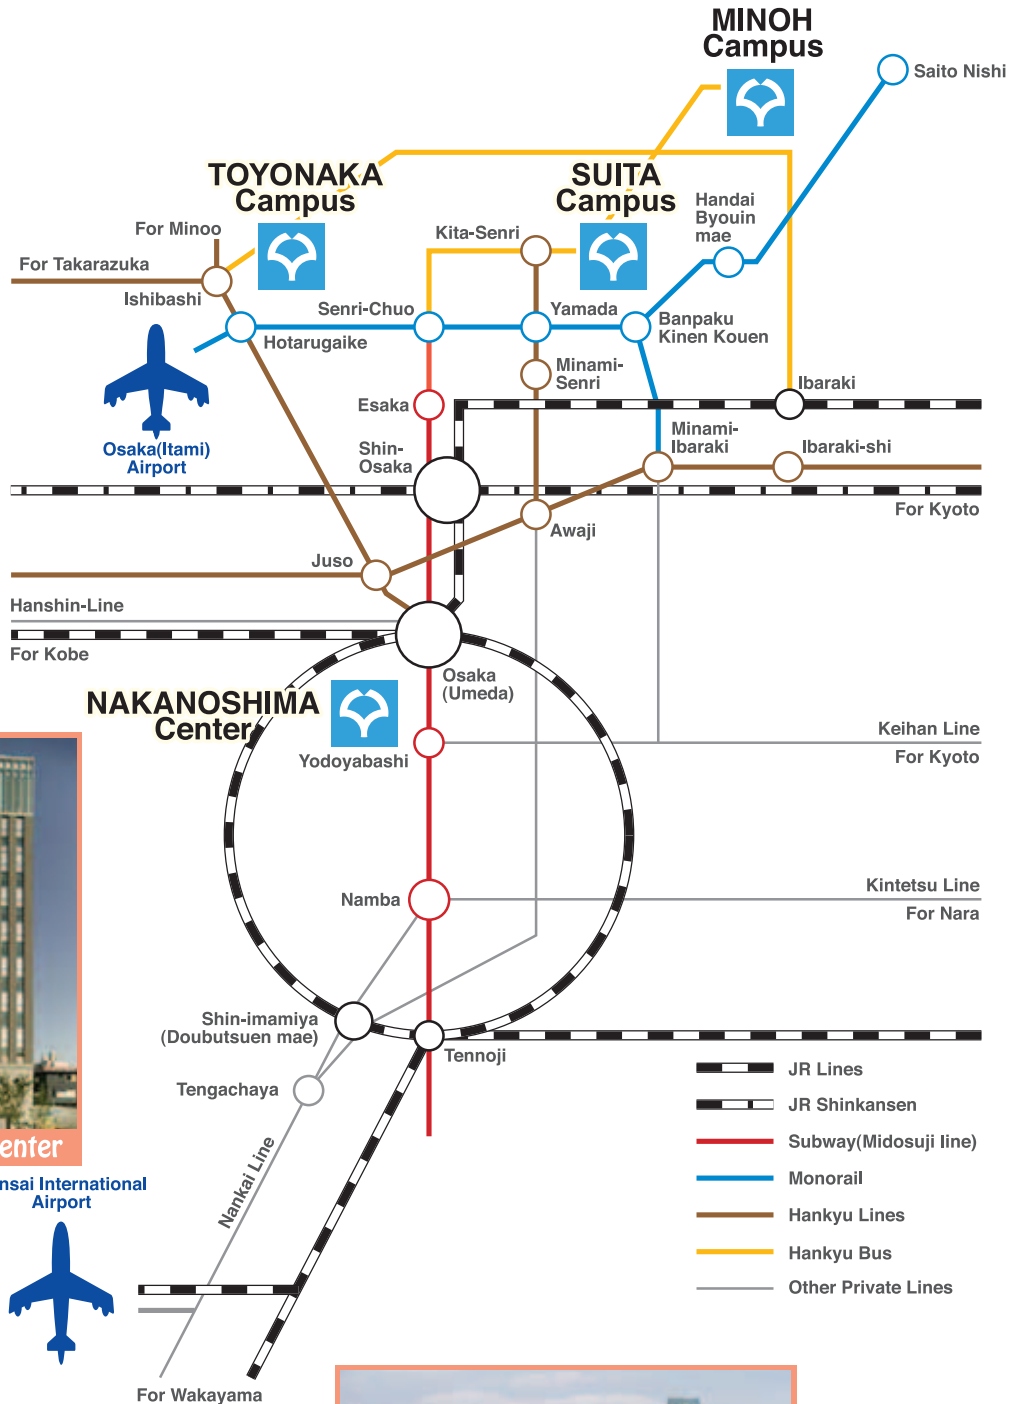 MINOH
Campus
Saito Nishi
TOYONAKA
Campus
SUITA
Campus
Handai
Byouin
mae
For Minoo
Kita-Senri
For Takarazuka
Ishibashi
Senri-Chuo
Yamada
Hotarugaike
Banpaku
Kinen Kouen
Minami-
Senri
Ibaraki
Esaka
Osaka(Itami)
Airport
Shin-
Osaka
Minami-
Ibaraki
Ibaraki-shi
For Kyoto
Awaji
Juso
Hanshin-Line
For Kobe
Osaka
(Umeda)
NAKANOSHIMA
Center
Yodoyabashi
Keihan Line
For Kyoto
Namba
Kintetsu Line
For Nara
Shin-imamiya
(Doubutsuen mae)
Tennoji
Tengachaya
JR Lines
JR Shinkansen
Subway(Midosuji line)
Monorail
Hankyu Lines
Hankyu Bus
Other Private Lines
enter
nsai International
Airport
Nankai Line
For Wakayama